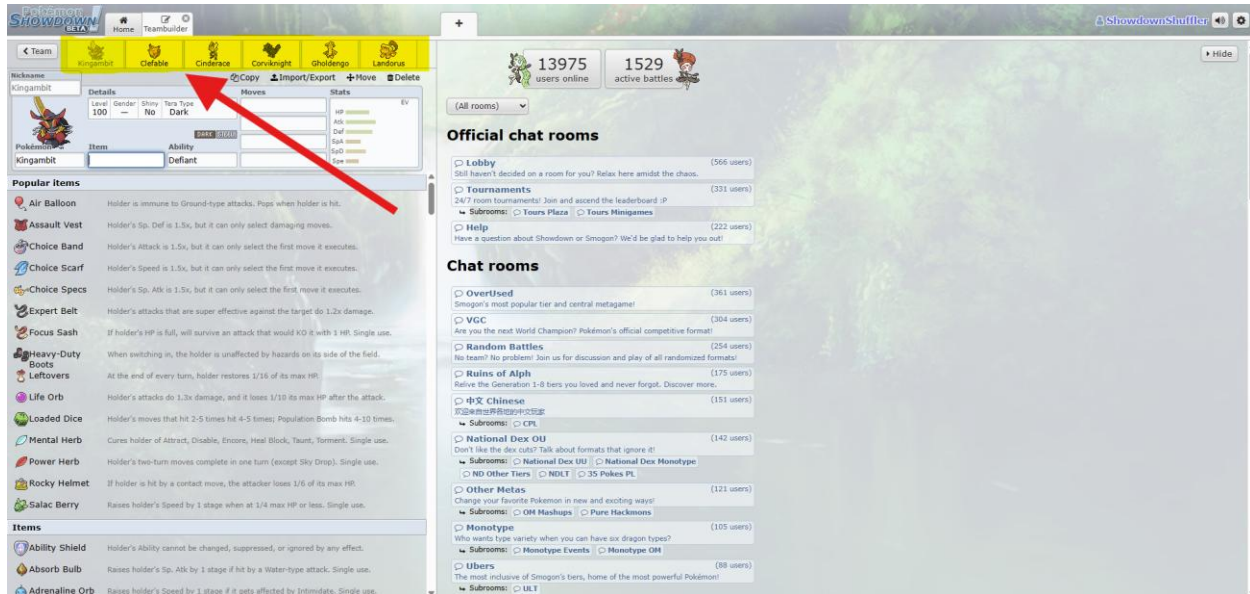 Pokémon
SHOWDOWN!
BETA
Home
Teambuilder
+
ShowdownShuffler
Team
Kingambit
Clefable
Cinderace
Corviknight
Gholdengo
Landorus
Copy
Import/Export
Move
Delete
Nickname
Kingambit
Details
Level Gender Shiny Tera Type
100 — No Dark
DARK STEEL
Moves
Stats
EV
HP
Atk
Def
SpA
SpD
Spe
Pokémon
Kingambit
Item
Ability
Defiant
Popular items
Air Balloon Holder is immune to Ground-type attacks. Pops when holder is hit.
Assault Vest Holder's Sp. Def is 1.5x, but it can only select damaging moves.
Choice Band Holder's Attack is 1.5x, but it can only select the first move it executes.
Choice Scarf Holder's Speed is 1.5x, but it can only select the first move it executes.
Choice Specs Holder's Sp. Atk is 1.5x, but it can only select the first move it executes.
Expert Belt Holder's attacks that are super effective against the target do 1.2x damage.
Focus Sash If holder's HP is full, will survive an attack that would KO it with 1 HP. Single use.
Heavy-Duty Boots When switching in, the holder is unaffected by hazards on its side of the field.
Leftovers At the end of every turn, holder restores 1/16 of its max HP.
Life Orb Holder's attacks do 1.3x damage, and it loses 1/10 its max HP after the attack.
Loaded Dice Holder's moves that hit 2-5 times hit 4-5 times; Population Bomb hits 4-10 times.
Mental Herb Cures holder of Attract, Disable, Encore, Heal Block, Taunt, Torment. Single use.
Power Herb Holder's two-turn moves complete in one turn (except Sky Drop). Single use.
Rocky Helmet If holder is hit by a contact move, the attacker loses 1/6 of its max HP.
Salac Berry Raises holder's Speed by 1 stage when at 1/4 max HP or less. Single use.
Items
Ability Shield Holder's Ability cannot be changed, suppressed, or ignored by any effect.
Absorb Bulb Raises holder's Sp. Atk by 1 stage if hit by a Water-type attack. Single use.
Adrenaline Orb Raises holder's Speed by 1 stage if it gets affected by Intimidate. Single use.
13975
users online
1529
active battles
Hide
(All rooms)
Official chat rooms
Lobby (566 users)
Still haven't decided on a room for you? Relax here amidst the chaos.
Tournaments (331 users)
24/7 room tournaments! Join and ascend the leaderboard :P
Subrooms: Tours Plaza Tours Minigames
Help (222 users)
Have a question about Showdown or Smogon? We'd be glad to help you out!
Chat rooms
OverUsed (361 users)
Smogon's most popular tier and central metagame!
VGC (304 users)
Are you the next World Champion? Pokémon's official competitive format!
Random Battles (254 users)
No team? No problem! Join us for discussion and play of all randomized formats!
Ruins of Alph (175 users)
Relive the Generation 1-8 tiers you loved and never forgot. Discover more.
中文 Chinese (151 users)
欢迎来自世界各地的中文玩家
Subrooms: CPL
National Dex OU (142 users)
Don't like the dex cuts? Talk about formats that ignore it!
Subrooms: National Dex UU National Dex Monotype
ND Other Tiers NDLT 35 Pokes PL
Other Metas (121 users)
Change your favorite Pokemon in new and exciting ways!
Subrooms: OM Mashups Pure Hackmons
Monotype (105 users)
Who wants type variety when you can have six dragon types?
Subrooms: Monotype Events Monotype OM
Ubers (88 users)
The most inclusive of Smogon's tiers, home of the most powerful Pokémon!
Subrooms: ULT